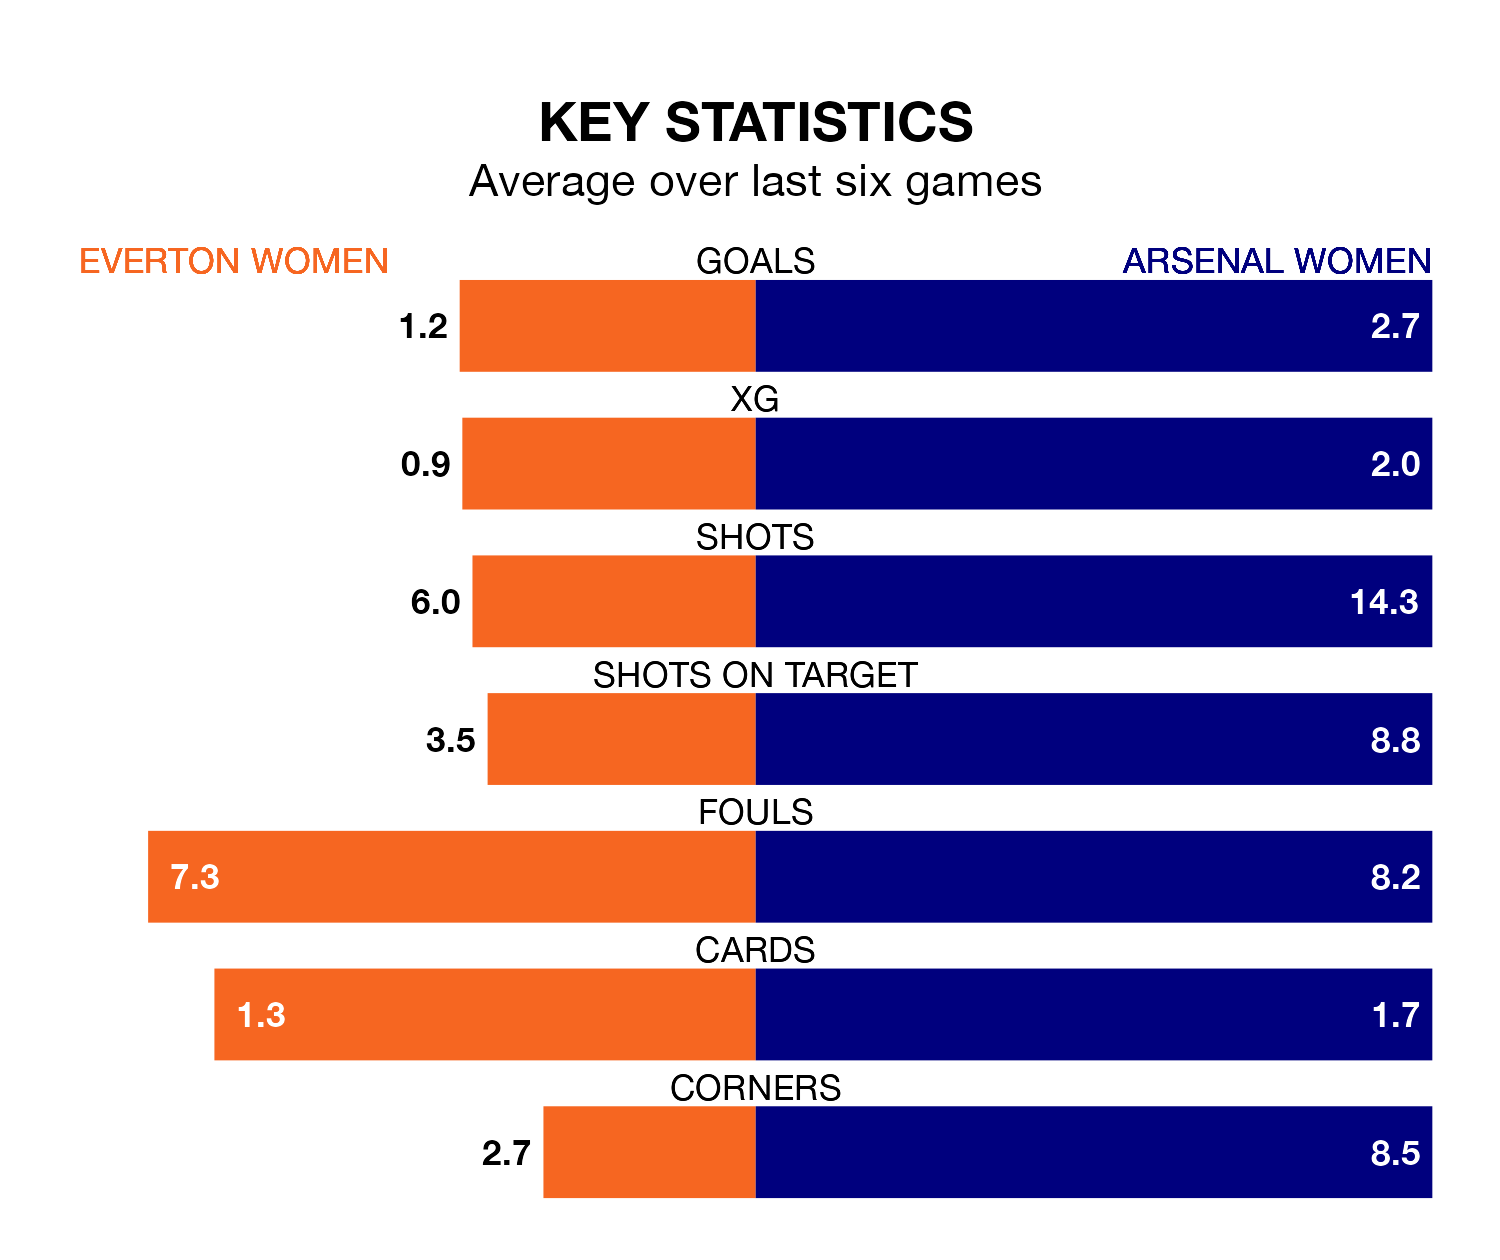 KEY STATISTICS
Average over last six games
EVERTON WOMEN GOALS ARSENAL WOMEN
1.2 2.7
XG
0.9 2.0
SHOTS
6.0 14.3
SHOTS ON TARGET
3.5 8.8
FOULS
7.3 8.2
CARDS
1.3 1.7
CORNERS
2.7 8.5